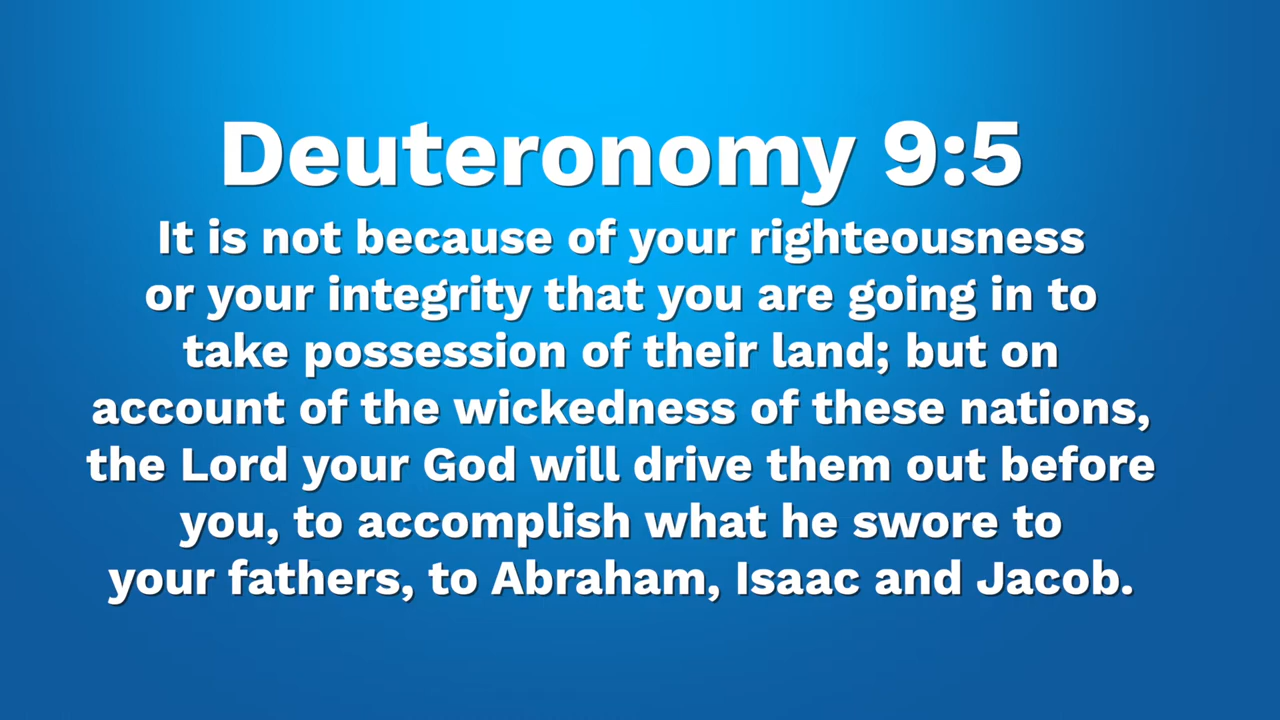 Deuteronomy 9:5
It is not because of your righteousness
or your integrity that you are going in to
take possession of their land; but on
account of the wickedness of these nations,
the Lord your God will drive them out before
you, to accomplish what he swore to
your fathers, to Abraham, Isaac and Jacob.